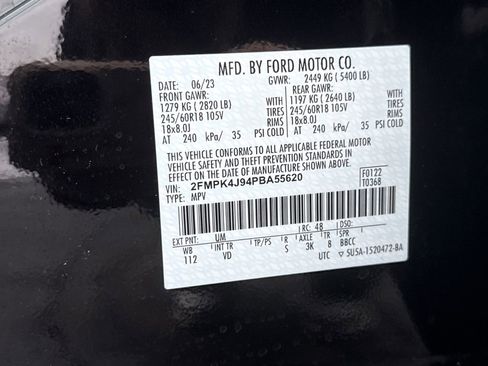 MFD. BY FORD MOTOR CO.
DATE: 06/23 GVWR: 2449 KG ( 5400 LB)
FRONT GAWR: REAR GAWR:
1279 KG ( 2820 LB) 1197 KG ( 2640 LB)
245/60R18 105V TIRES 245/60R18 105V TIRES
18x8.0J RIMS 18x8.0J RIMS
AT 240 kPa/ 35 PSI COLD AT 240 kPa/ 35 PSI COLD
THIS VEHICLE CONFORMS TO ALL APPLICABLE FEDERAL MOTOR
VEHICLE SAFETY AND BUMPER AND THEFT PREVENTION STANDARDS
IN EFFECT ON THE DATE OF MANUFACTURE SHOWN ABOVE.
VIN: 2FMPK4J94PBA55620 F0122
TYPE: MPV T0368
EXT PNT: UM RC: 48 DSO:
WB INT TR TP/PS R AXLE TR SPR
112 VD S 3K 8 BBCC
UTC ▽ SU5A-1520472-BA